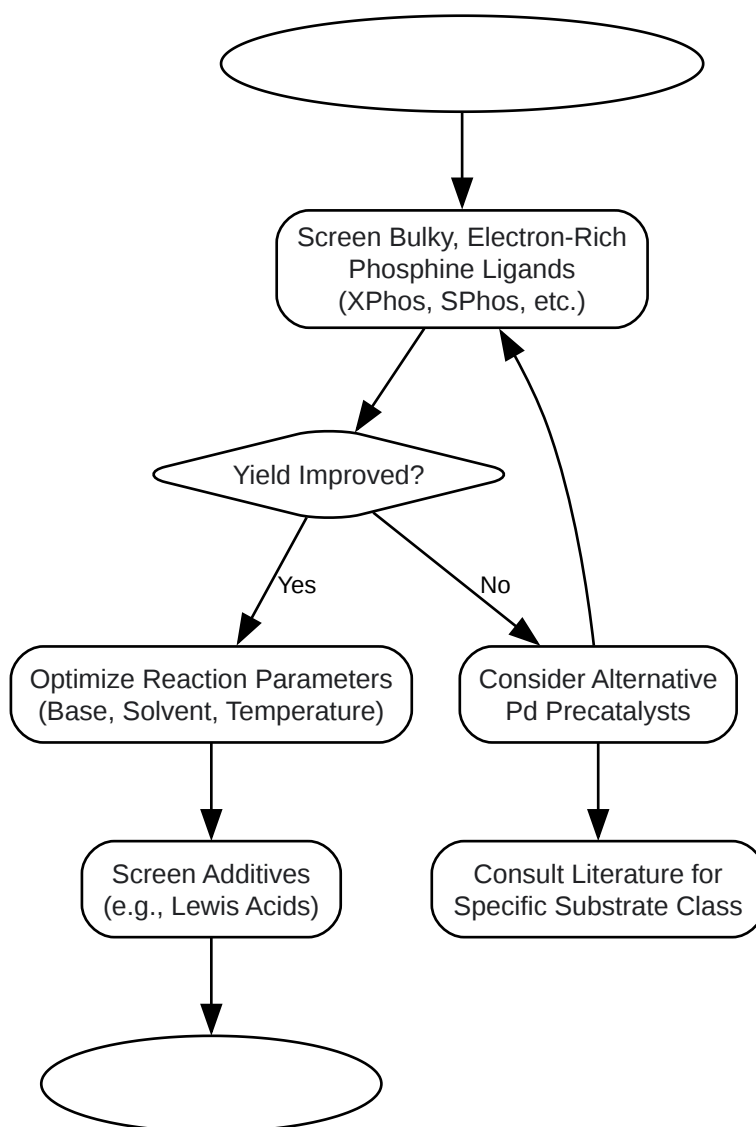 Screen Bulky, Electron-Rich
Phosphine Ligands
(XPhos, SPhos, etc.)
Yield Improved?
Yes
No
Optimize Reaction Parameters
(Base, Solvent, Temperature)
Consider Alternative
Pd Precatalysts
Screen Additives
(e.g., Lewis Acids)
Consult Literature for
Specific Substrate Class